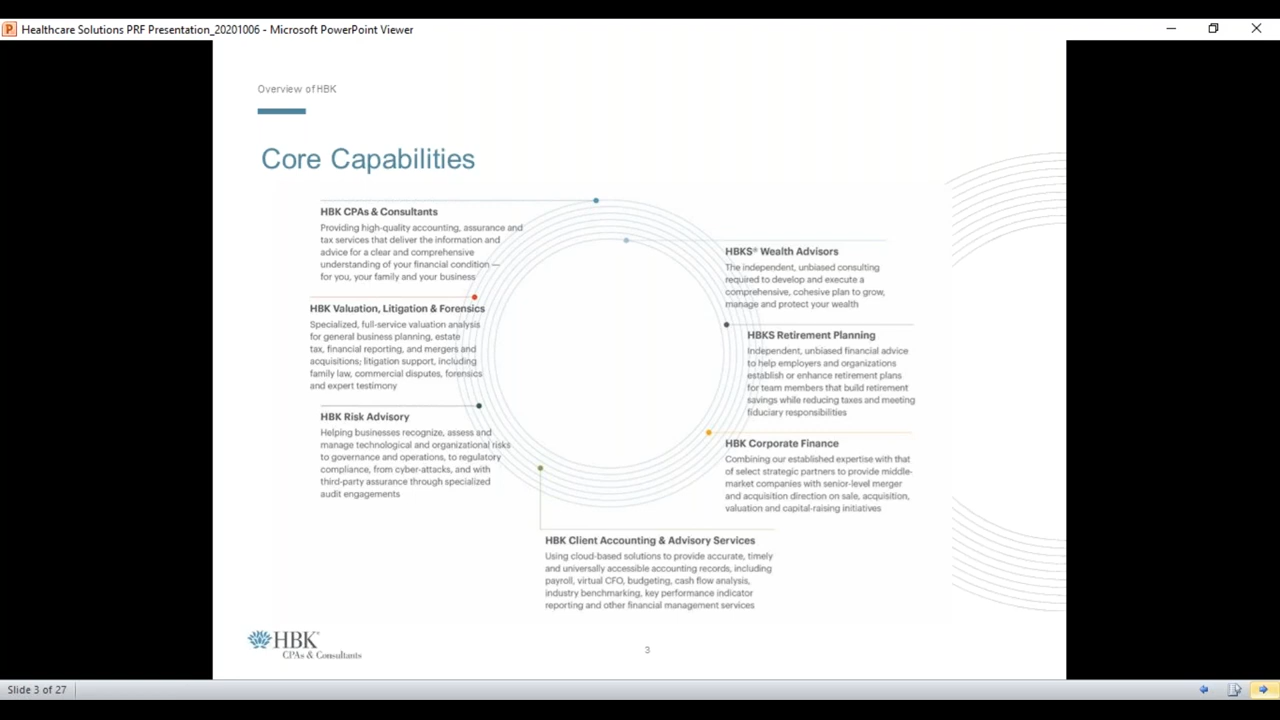 Healthcare Solutions PRF Presentation_20201006 - Microsoft PowerPoint Viewer
Overview of HBK
Core Capabilities
HBK CPAs & Consultants
Providing high-quality accounting, assurance and
tax services that deliver the information and
advice for a clear and comprehensive
understanding of your financial condition —
for you, your family and your business
HBK Valuation, Litigation & Forensics
Specialized, full-service valuation analysis
for general business planning, estate
tax, financial reporting, and mergers and
acquisitions; litigation support, including
family law, commercial disputes, forensics
and expert testimony
HBK Risk Advisory
Helping businesses recognize, assess and
manage technological and organizational risks
to governance and operations, to regulatory
compliance, from cyber-attacks, and with
third-party assurance through specialized
audit engagements
HBKS® Wealth Advisors
The independent, unbiased consulting
required to develop and execute a
comprehensive, cohesive plan to grow,
manage and protect your wealth
HBKS Retirement Planning
Independent, unbiased financial advice
to help employers and organizations
establish or enhance retirement plans
for team members that build retirement
savings while reducing taxes and meeting
fiduciary responsibilities
HBK Corporate Finance
Combining our established expertise with that
of select strategic partners to provide middle-
market companies with senior-level merger
and acquisition direction on sale, acquisition,
valuation and capital-raising initiatives
HBK Client Accounting & Advisory Services
Using cloud-based solutions to provide accurate, timely
and universally accessible accounting records, including
payroll, virtual CFO, budgeting, cash flow analysis,
industry benchmarking, key performance indicator
reporting and other financial management services
HBK
CPAs & Consultants
3
Slide 3 of 27